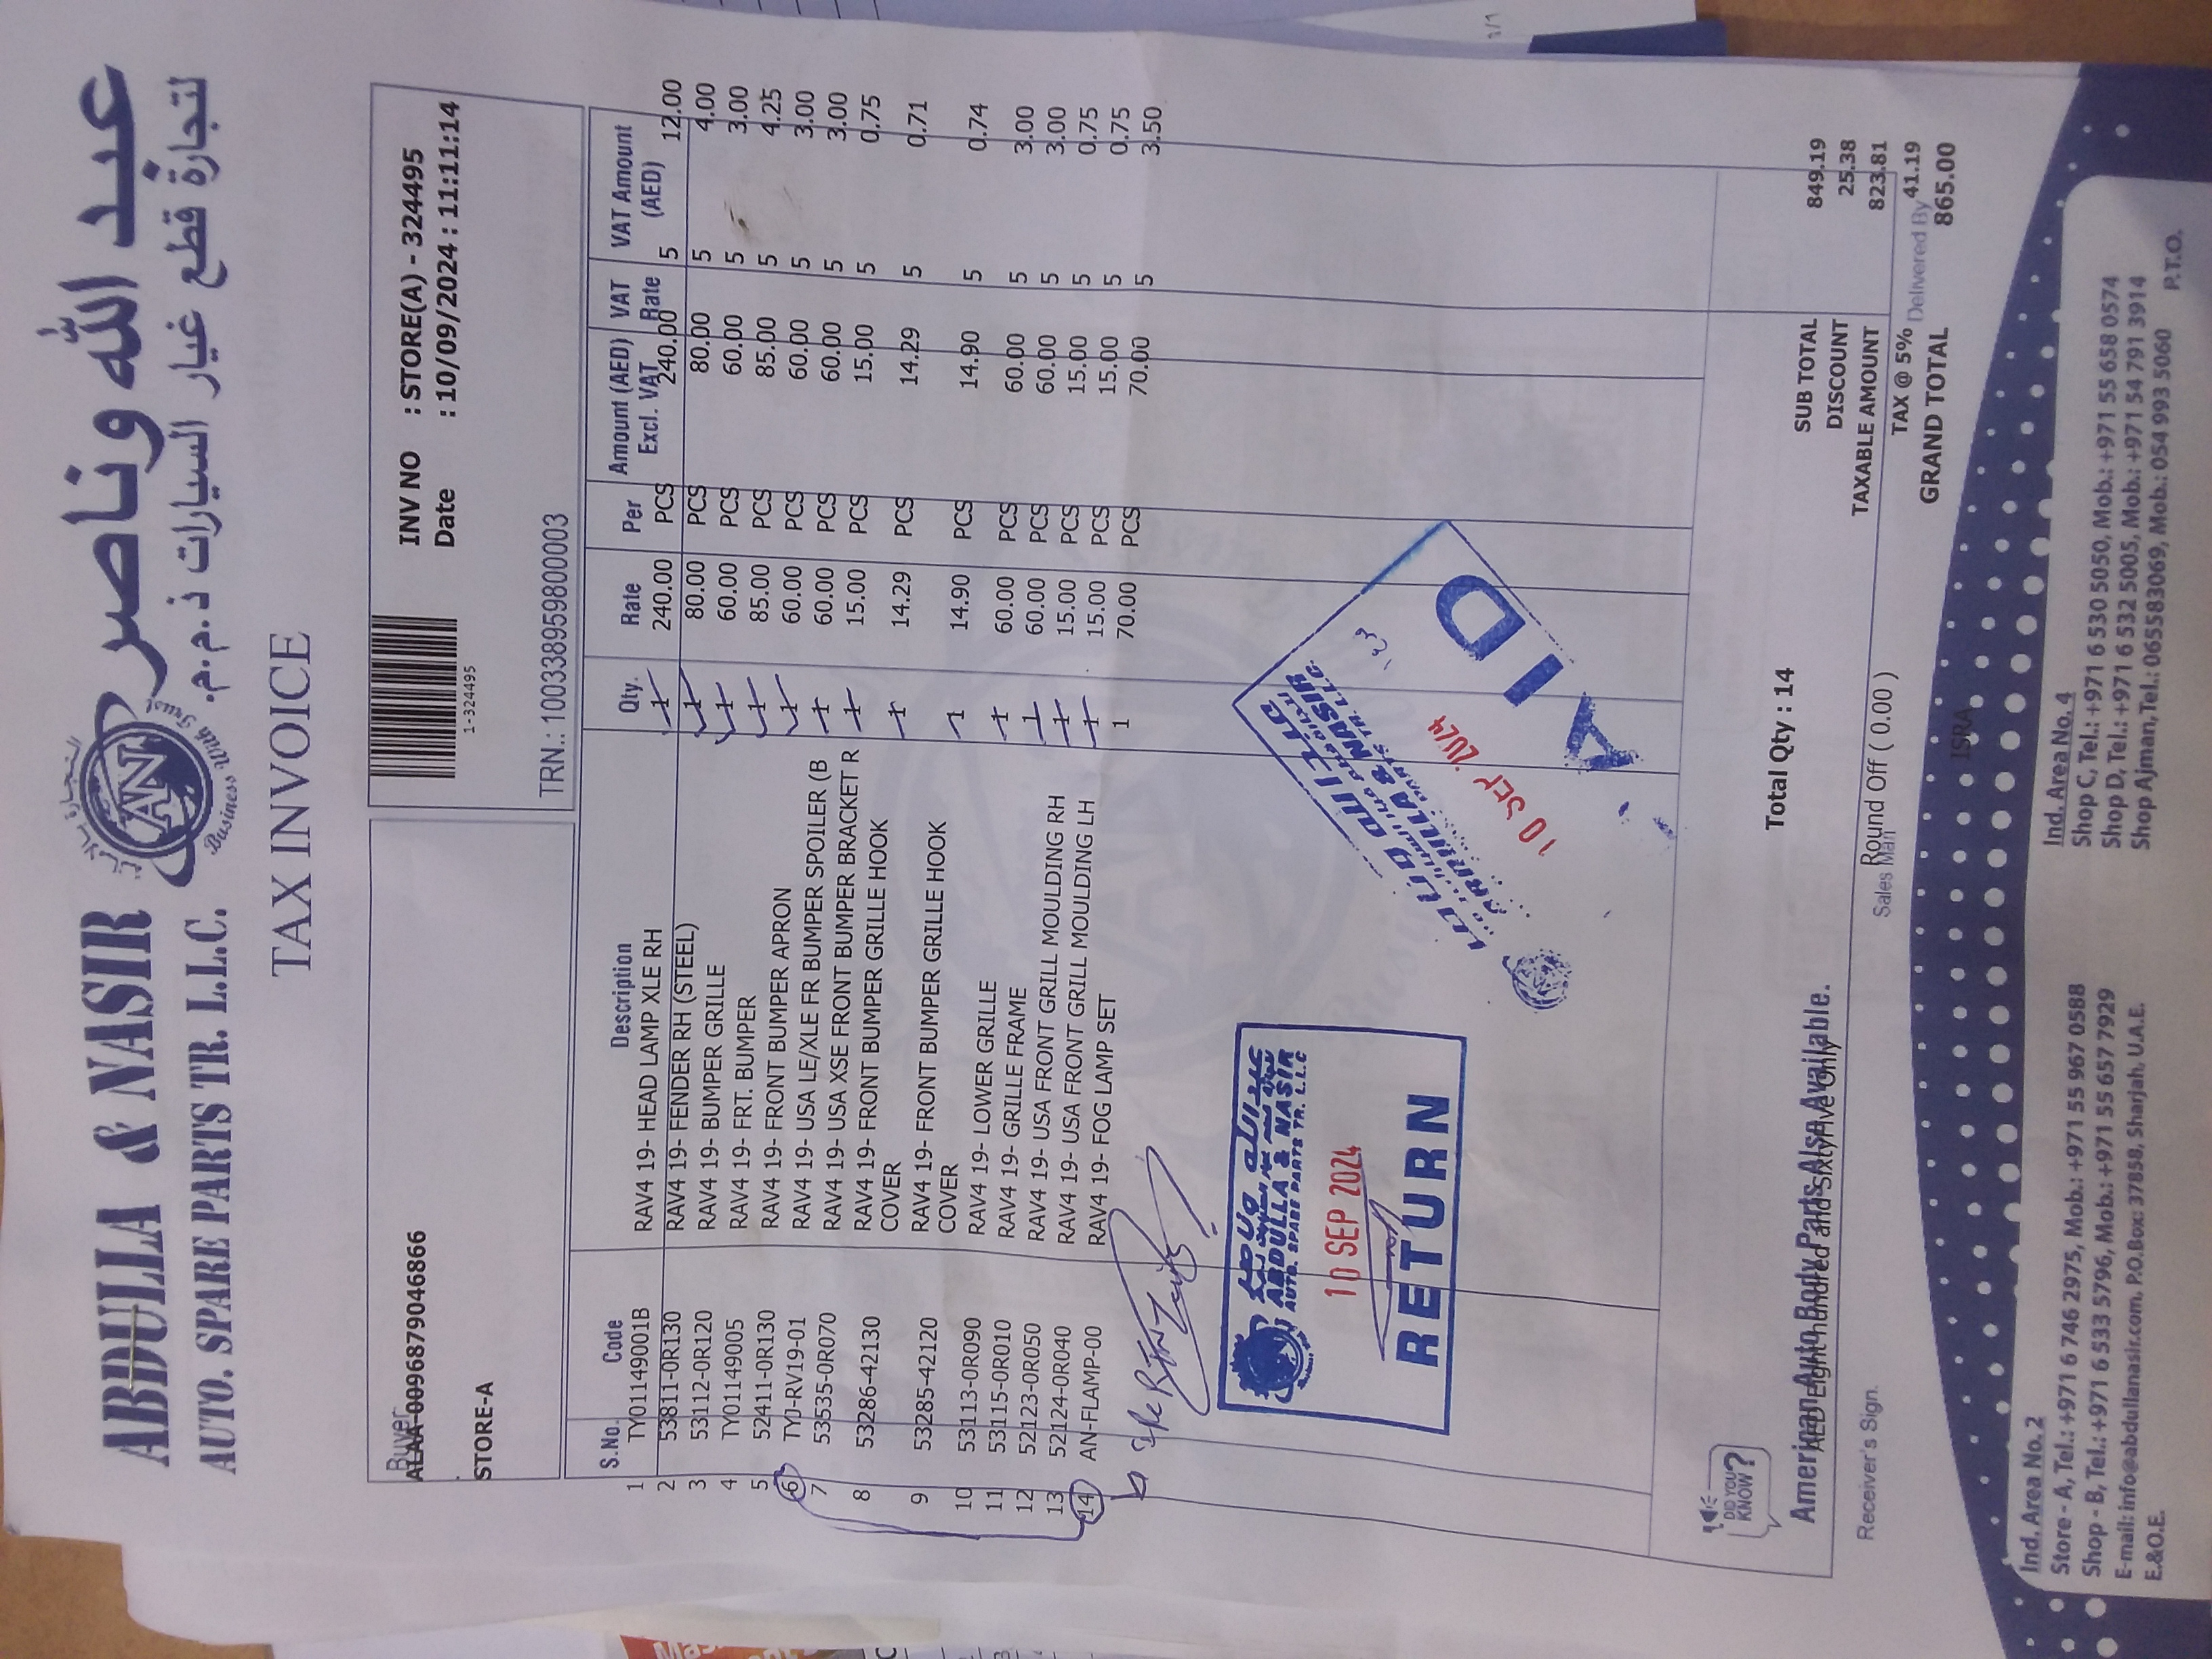 عبد الله وناصر
لتجارة قطع غيار السيارات ذ.م.م.
ABDULLA & NASIR
AUTO. SPARE PARTS TR. L.L.C.
AN
Business With
TAX INVOICE
Buyer
ALAA-0096879046866
STORE-A
1-324495
INV NO : STORE(A) - 324495
Date : 10/09/2024 : 11:11:14
TRN.: 100338959800003
S.No. Code Description Qty. Rate Per Amount (AED) Excl. VAT VAT Rate VAT Amount (AED)
1 TY011490001B RAV4 19- HEAD LAMP XLE RH 1 240.00 PCS 240.00 5 12.00
2 53811-0R130 RAV4 19- FENDER RH (STEEL) 1 80.00 PCS 80.00 5 4.00
3 53112-0R120 RAV4 19- BUMPER GRILLE 1 60.00 PCS 60.00 5 3.00
4 TY01149005 RAV4 19- FRT. BUMPER 1 85.00 PCS 85.00 5 4.25
5 52411-0R130 RAV4 19- FRONT BUMPER APRON 1 60.00 PCS 60.00 5 3.00
6 TYJ-RV19-01 RAV4 19- USA LE/XLE FR BUMPER SPOILER (B 1 60.00 PCS 60.00 5 3.00
7 53535-0R070 RAV4 19- USA XSE FRONT BUMPER BRACKET R 1 15.00 PCS 15.00 5 0.75
8 53286-42130 RAV4 19- FRONT BUMPER GRILLE HOOK 1 14.29 PCS 14.29 5 0.71
COVER
9 53285-42120 RAV4 19- FRONT BUMPER GRILLE HOOK 1 14.90 PCS 14.90 5 0.74
COVER
10 53113-0R090 RAV4 19- LOWER GRILLE 1 60.00 PCS 60.00 5 3.00
11 53115-0R010 RAV4 19- GRILLE FRAME 1 60.00 PCS 60.00 5 3.00
12 52123-0R050 RAV4 19- USA FRONT GRILL MOULDING RH 1 15.00 PCS 15.00 5 0.75
13 52124-0R040 RAV4 19- USA FRONT GRILL MOULDING LH 1 15.00 PCS 15.00 5 0.75
14 AN-FLAMP-00 RAV4 19- FOG LAMP SET 1 70.00 PCS 70.00 5 3.50
ABDULLA & NASIR
AUTO. SPARE PARTS TR. L.L.C
10 SEP 2024
RETURN
ABDULLA & NASIR
10 SEP 2024
AID
DID YOU KNOW?
American Auto Body Parts Also Available.
AED Eight hundred and SixtyFive Only
Total Qty : 14
SUB TOTAL 849.19
DISCOUNT 25.38
TAXABLE AMOUNT 823.81
Round Off ( 0.00 )
TAX @ 5% 41.19
GRAND TOTAL 865.00
Receiver's Sign.
Sales Man
Delivered By
ISRA
Ind. Area No. 2
Store - A, Tel.: +971 6 746 2975, Mob.: +971 55 967 0588
Shop - B, Tel.: +971 6 533 5796, Mob.: +971 55 657 7929
E-mail: info@abdullanasir.com, P.O.Box: 37858, Sharjah, U.A.E.
E.&O.E.
Ind. Area No. 4
Shop C, Tel.: +971 6 530 5050, Mob.: +971 55 658 0574
Shop D, Tel.: +971 6 532 5005, Mob.: +971 54 791 3914
Shop Ajman, Tel.: 065583069, Mob.: 054 993 5060
P.T.O.
1/1